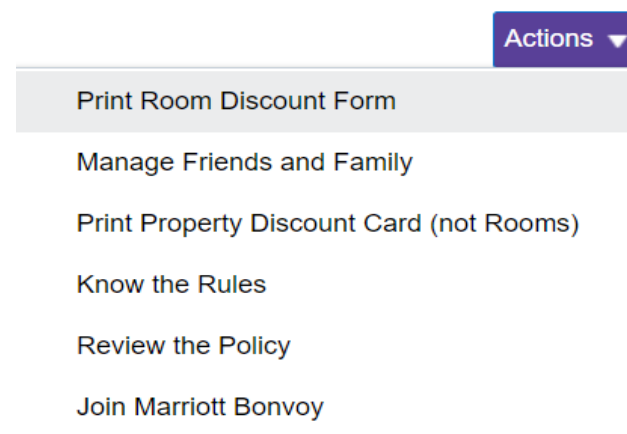 Actions
Print Room Discount Form
Manage Friends and Family
Print Property Discount Card (not Rooms)
Know the Rules
Review the Policy
Join Marriott Bonvoy